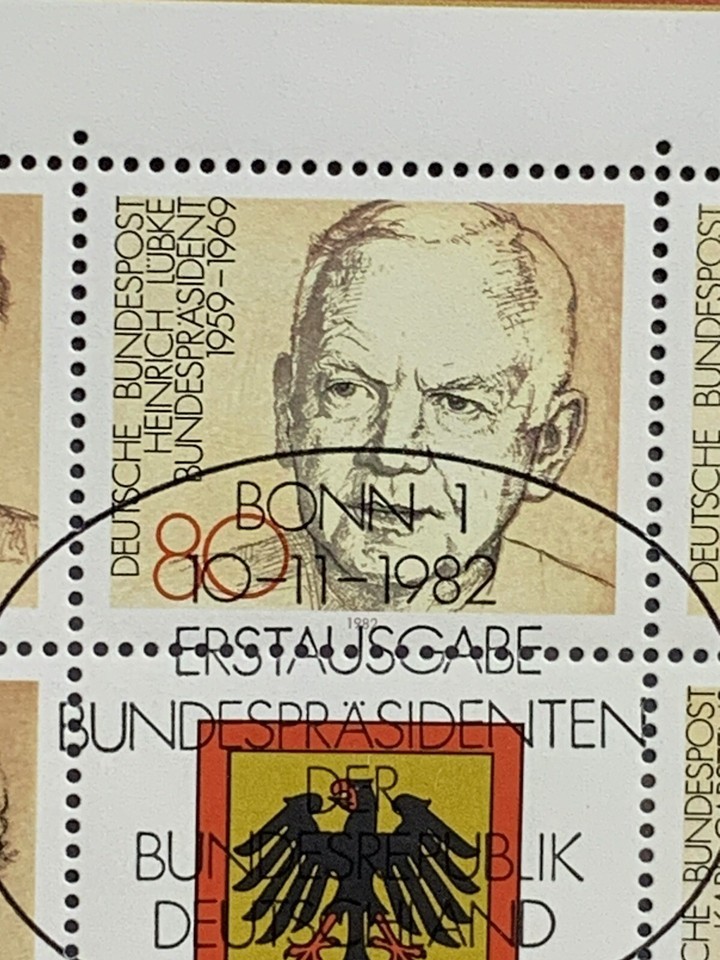 DEUTSCHE BUNDESPOST
HEINRICH LÜBKE
BUNDESPRÄSIDENT
1959–1969
80
1982
BONN 1
10–11–1982
ERSTAUSGABE
BUNDESPRÄSIDENTEN
DER
BUNDESREPUBLIK
DEUTSCHLAND
DEUTSCHE BUNDESPOST
BUNDESPOST